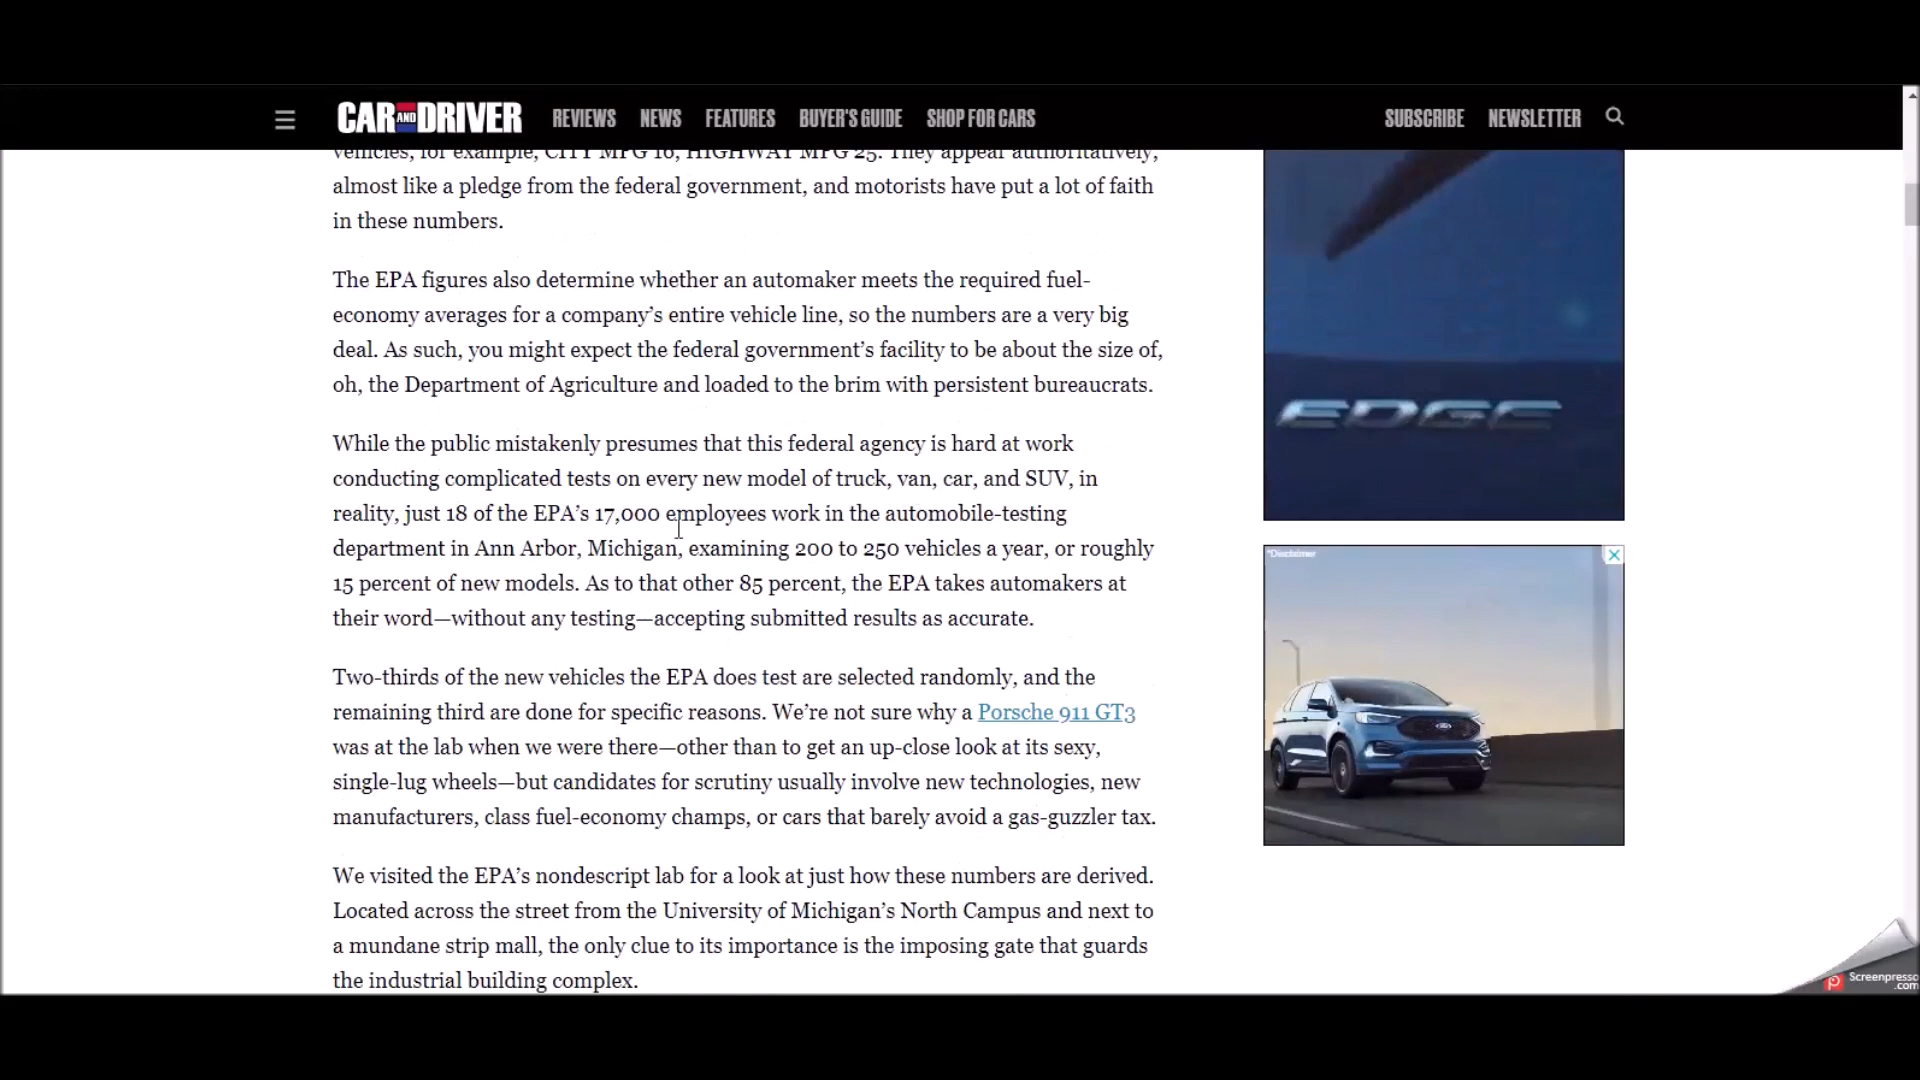 CAR AND DRIVER REVIEWS NEWS FEATURES BUYER'S GUIDE SHOP FOR CARS SUBSCRIBE NEWSLETTER
vehicles, for example, CITY MPG 16, HIGHWAY MPG 25. They appear authoritatively,
almost like a pledge from the federal government, and motorists have put a lot of faith
in these numbers.
The EPA figures also determine whether an automaker meets the required fuel-
economy averages for a company’s entire vehicle line, so the numbers are a very big
deal. As such, you might expect the federal government’s facility to be about the size of,
oh, the Department of Agriculture and loaded to the brim with persistent bureaucrats.
While the public mistakenly presumes that this federal agency is hard at work
conducting complicated tests on every new model of truck, van, car, and SUV, in
reality, just 18 of the EPA’s 17,000 employees work in the automobile-testing
department in Ann Arbor, Michigan, examining 200 to 250 vehicles a year, or roughly
15 percent of new models. As to that other 85 percent, the EPA takes automakers at
their word—without any testing—accepting submitted results as accurate.
Two-thirds of the new vehicles the EPA does test are selected randomly, and the
remaining third are done for specific reasons. We’re not sure why a Porsche 911 GT3
was at the lab when we were there—other than to get an up-close look at its sexy,
single-lug wheels—but candidates for scrutiny usually involve new technologies, new
manufacturers, class fuel-economy champs, or cars that barely avoid a gas-guzzler tax.
We visited the EPA’s nondescript lab for a look at just how these numbers are derived.
Located across the street from the University of Michigan’s North Campus and next to
a mundane strip mall, the only clue to its importance is the imposing gate that guards
the industrial building complex.
EDGE
*Disclaimer
Screenpresso
.com